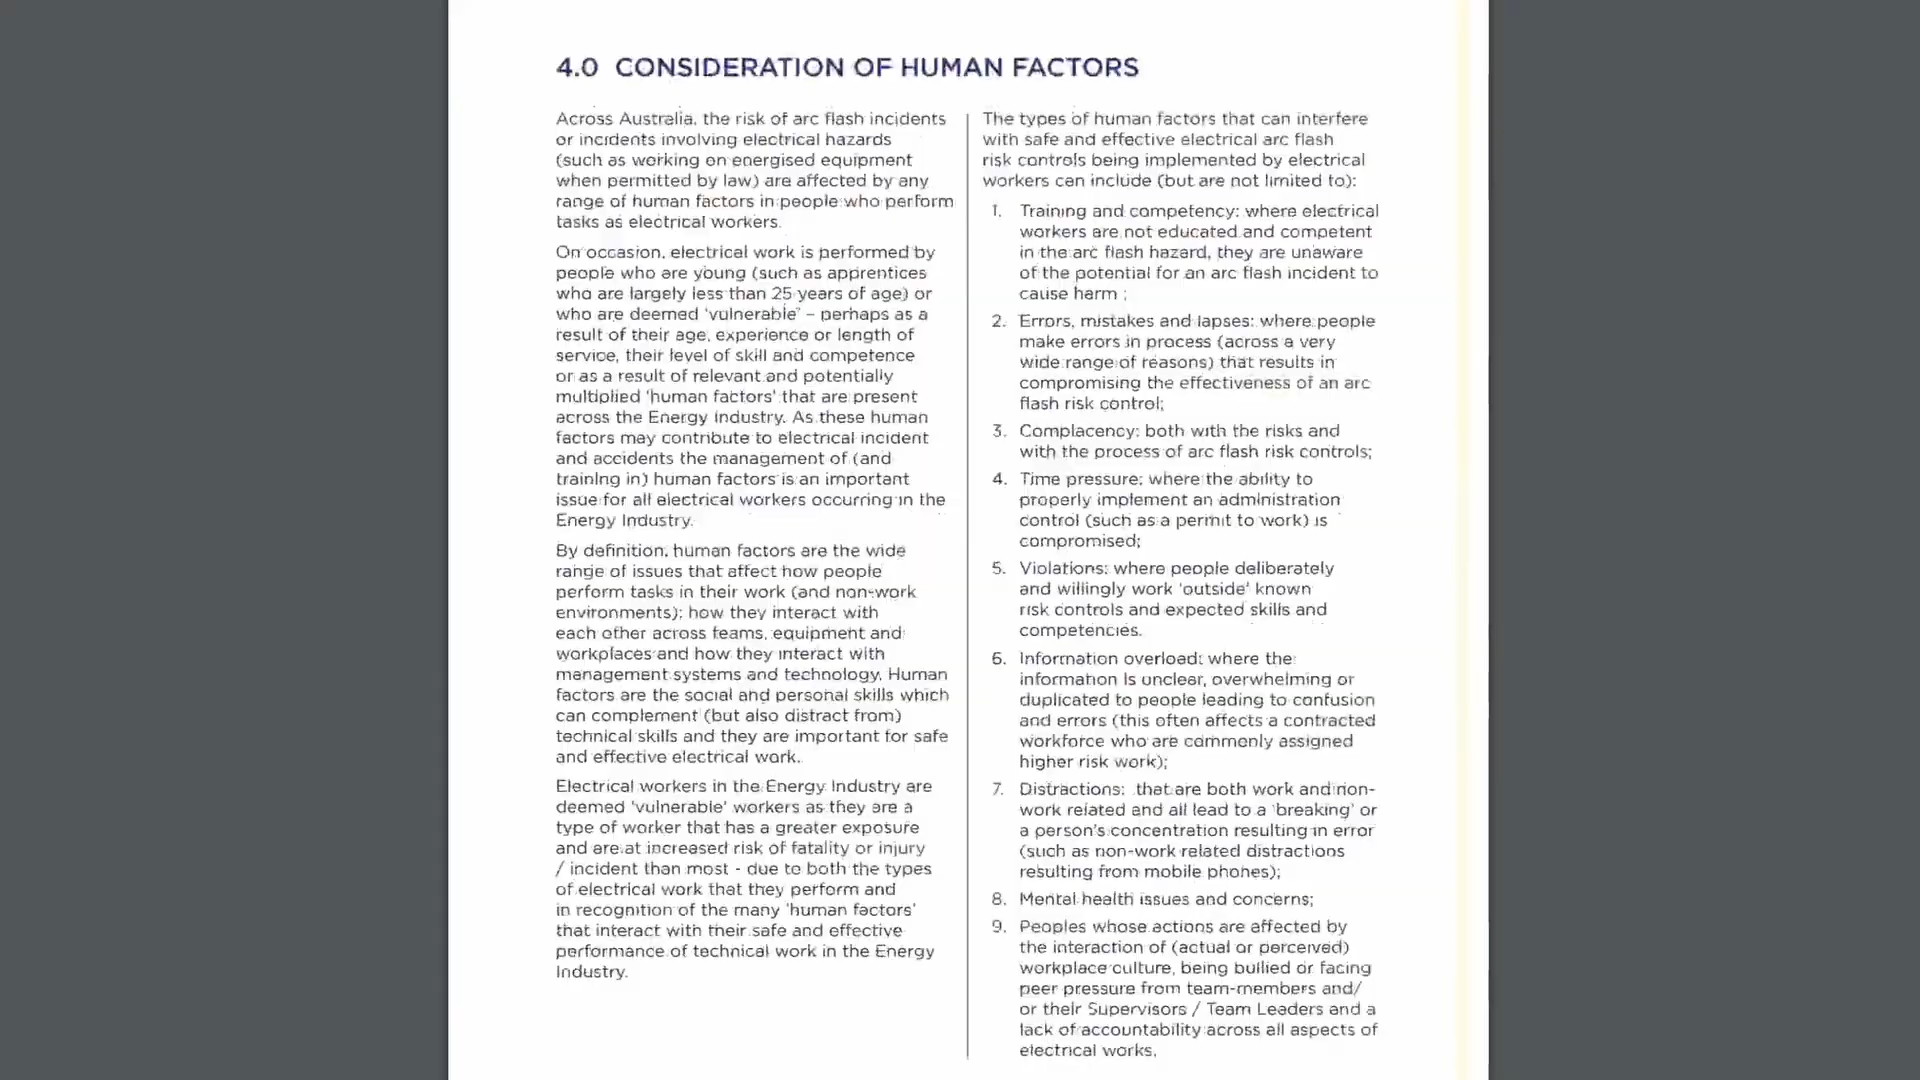 4.0 CONSIDERATION OF HUMAN FACTORS
Across Australia, the risk of arc flash incidents
or incidents involving electrical hazards
(such as working on energised equipment
when permitted by law) are affected by any
range of human factors in people who perform
tasks as electrical workers.
On occasion, electrical work is performed by
people who are young (such as apprentices
who are largely less than 25 years of age) or
who are deemed 'vulnerable' – perhaps as a
result of their age, experience or length of
service, their level of skill and competence
or as a result of relevant and potentially
multiplied 'human factors' that are present
across the Energy Industry. As these human
factors may contribute to electrical incident
and accidents the management of (and
training in) human factors is an important
issue for all electrical workers occurring in the
Energy Industry.
By definition, human factors are the wide
range of issues that affect how people
perform tasks in their work (and non-work
environments); how they interact with
each other across teams, equipment and
workplaces and how they interact with
management systems and technology. Human
factors are the social and personal skills which
can complement (but also distract from)
technical skills and they are important for safe
and effective electrical work.
Electrical workers in the Energy Industry are
deemed 'vulnerable' workers as they are a
type of worker that has a greater exposure
and are at increased risk of fatality or injury
/ incident than most - due to both the types
of electrical work that they perform and
in recognition of the many 'human factors'
that interact with their safe and effective
performance of technical work in the Energy
Industry.
The types of human factors that can interfere
with safe and effective electrical arc flash
risk controls being implemented by electrical
workers can include (but are not limited to):
1. Training and competency: where electrical
workers are not educated and competent
in the arc flash hazard, they are unaware
of the potential for an arc flash incident to
cause harm ;
2. Errors, mistakes and lapses: where people
make errors in process (across a very
wide range of reasons) that results in
compromising the effectiveness of an arc
flash risk control;
3. Complacency: both with the risks and
with the process of arc flash risk controls;
4. Time pressure: where the ability to
properly implement an administration
control (such as a permit to work) is
compromised;
5. Violations: where people deliberately
and willingly work 'outside' known
risk controls and expected skills and
competencies.
6. Information overload: where the
information is unclear, overwhelming or
duplicated to people leading to confusion
and errors (this often affects a contracted
workforce who are commonly assigned
higher risk work);
7. Distractions: that are both work and non-
work related and all lead to a 'breaking' or
a person's concentration resulting in error
(such as non-work related distractions
resulting from mobile phones);
8. Mental health issues and concerns;
9. Peoples whose actions are affected by
the interaction of (actual or perceived)
workplace culture, being bullied or facing
peer pressure from team-members and/
or their Supervisors / Team Leaders and a
lack of accountability across all aspects of
electrical works.